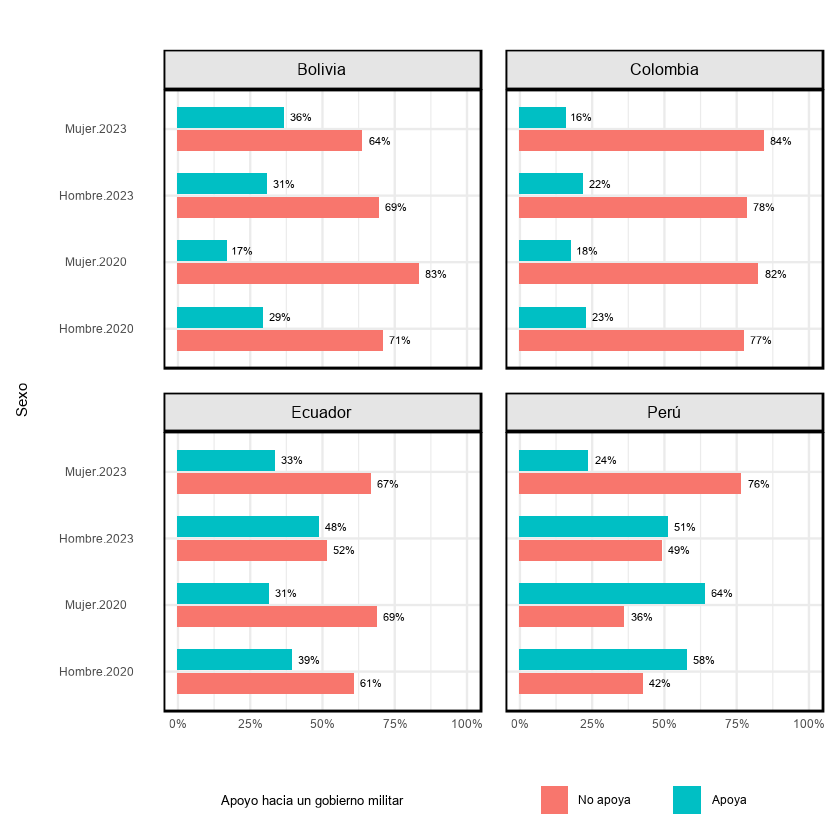 Bolivia
Colombia
Mujer.2023
36%
64%
16%
84%
Hombre.2023
31%
69%
22%
78%
Mujer.2020
17%
83%
18%
82%
Hombre.2020
29%
71%
23%
77%
Sexo
Ecuador
Perú
Mujer.2023
33%
67%
24%
76%
Hombre.2023
48%
52%
51%
49%
Mujer.2020
31%
69%
64%
36%
Hombre.2020
39%
61%
58%
42%
0% 25% 50% 75% 100%
0% 25% 50% 75% 100%
Apoyo hacia un gobierno militar
No apoya
Apoya